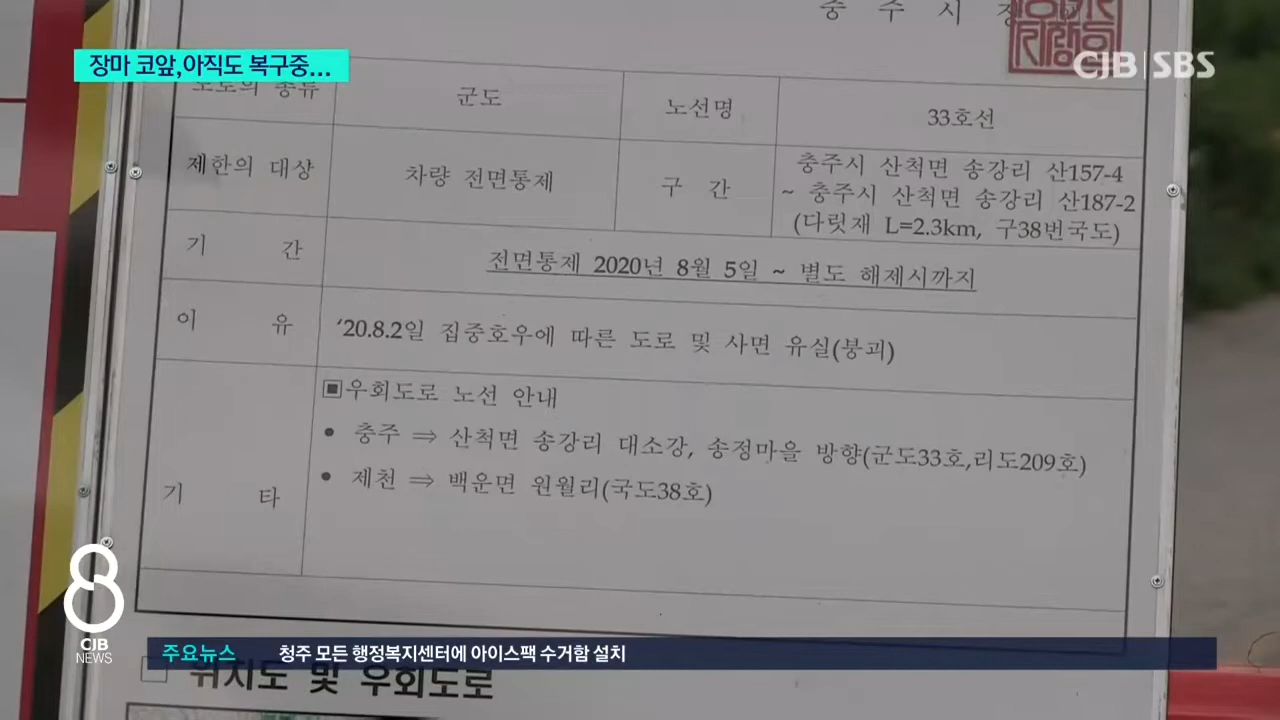 충 주 시 장
장마 코앞,아직도 복구중...
CJB SBS
도로의 종류 군도 노선명 33호선
제한의 대상 차량 전면통제 구 간 충주시 산척면 송강리 산157-4
~ 충주시 산척면 송강리 산187-2
(다릿재 L=2.3km, 구38번국도)
기 간 전면통제 2020년 8월 5일 ~ 별도 해제시까지
이 유 '20.8.2일 집중호우에 따른 도로 및 사면 유실(붕괴)
▣우회도로 노선 안내
• 충주 ⇒ 산척면 송강리 대소강, 송정마을 방향(군도33호,리도209호)
• 제천 ⇒ 백운면 원월리(국도38호)
기 타
8
CJB
NEWS
주요뉴스 청주 모든 행정복지센터에 아이스팩 수거함 설치
□ 위치도 및 우회도로